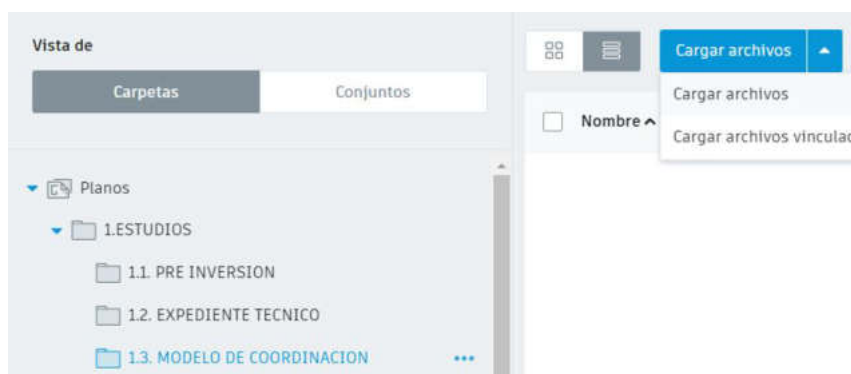 Vista de
Carpetas
Conjuntos
Planos
1.ESTUDIOS
1.1. PRE INVERSION
1.2. EXPEDIENTE TECNICO
1.3. MODELO DE COORDINACION
Cargar archivos
Cargar archivos
Cargar archivos vinculad
Nombre